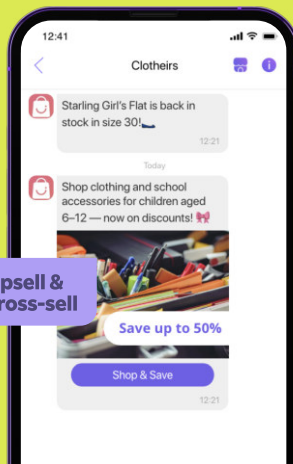 12:41
Clotheirs
Starling Girl's Flat is back in
stock in size 30!
12:21
Today
Shop clothing and school
accessories for children aged
6–12 — now on discounts!
psell &
ross-sell
Save up to 50%
Shop & Save
12:21